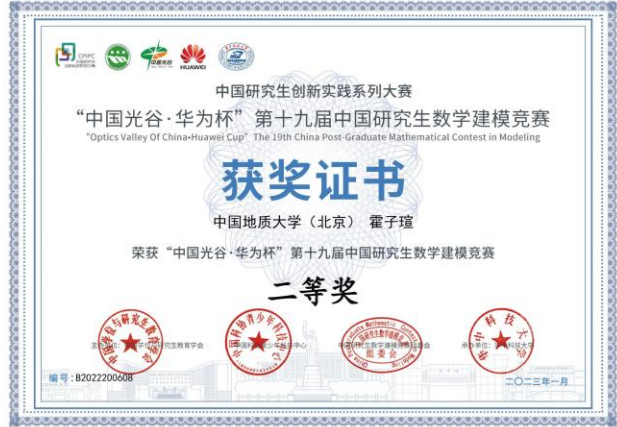 CPIPC
HUAWEI
中国研究生创新实践系列大赛
“中国光谷·华为杯”第十九届中国研究生数学建模竞赛
"Optics Valley Of China•Huawei Cup" The 19th China Post-Graduate Mathematical Contest in Modeling
获奖证书
中国地质大学（北京） 霍子瑄
荣获“中国光谷·华为杯”第十九届中国研究生数学建模竞赛
二等奖
组委会
编号:B2022200608
二〇二三年一月